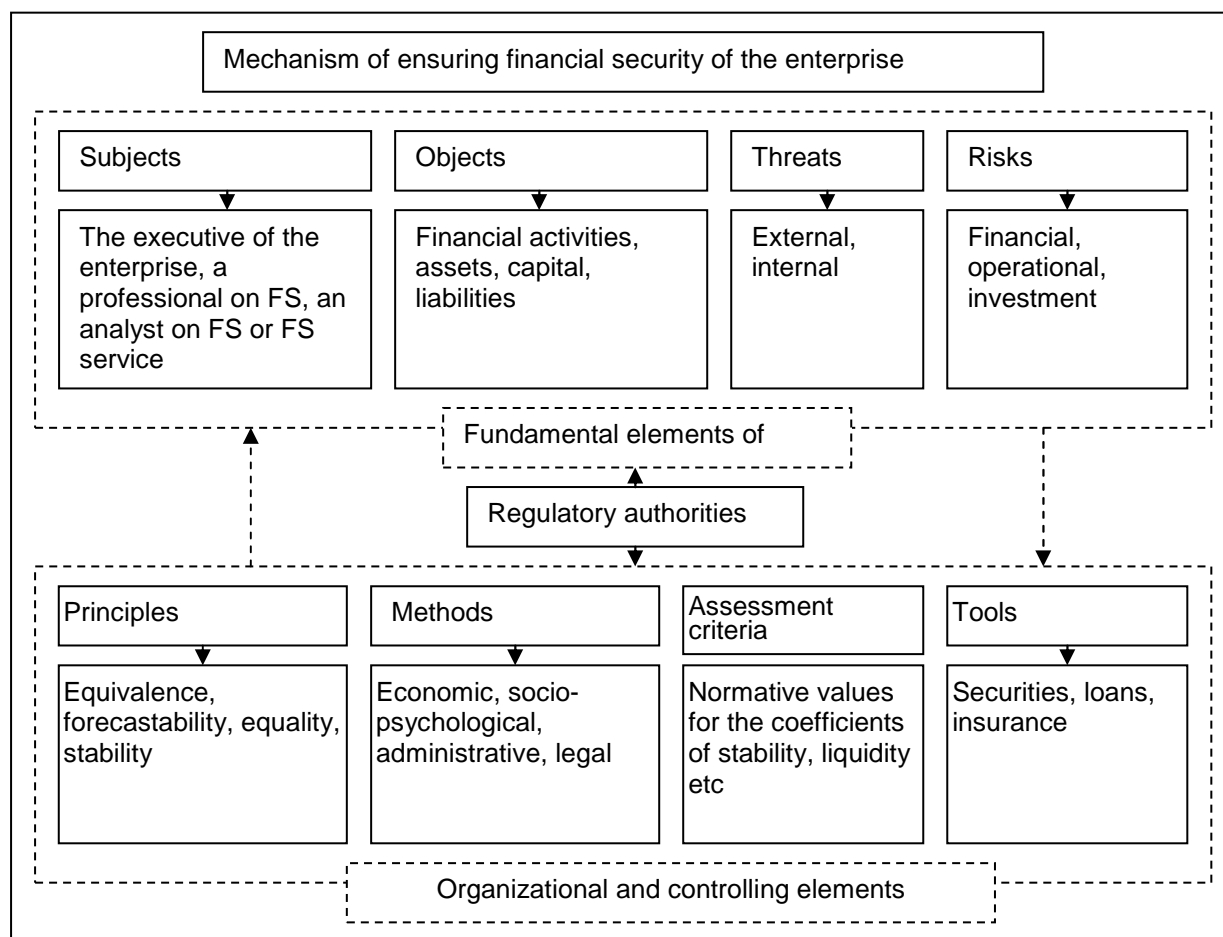 Mechanism of ensuring financial security of the enterprise
Subjects
The executive of the
enterprise, a
professional on FS, an
analyst on FS or FS
service
Objects
Financial activities,
assets, capital,
liabilities
Threats
External,
internal
Risks
Financial,
operational,
investment
Fundamental elements of
Regulatory authorities
Principles
Equivalence,
forecastability, equality,
stability
Methods
Economic, socio-
psychological,
administrative, legal
Assessment
criteria
Normative values
for the coefficients
of stability, liquidity
etc
Tools
Securities, loans,
insurance
Organizational and controlling elements